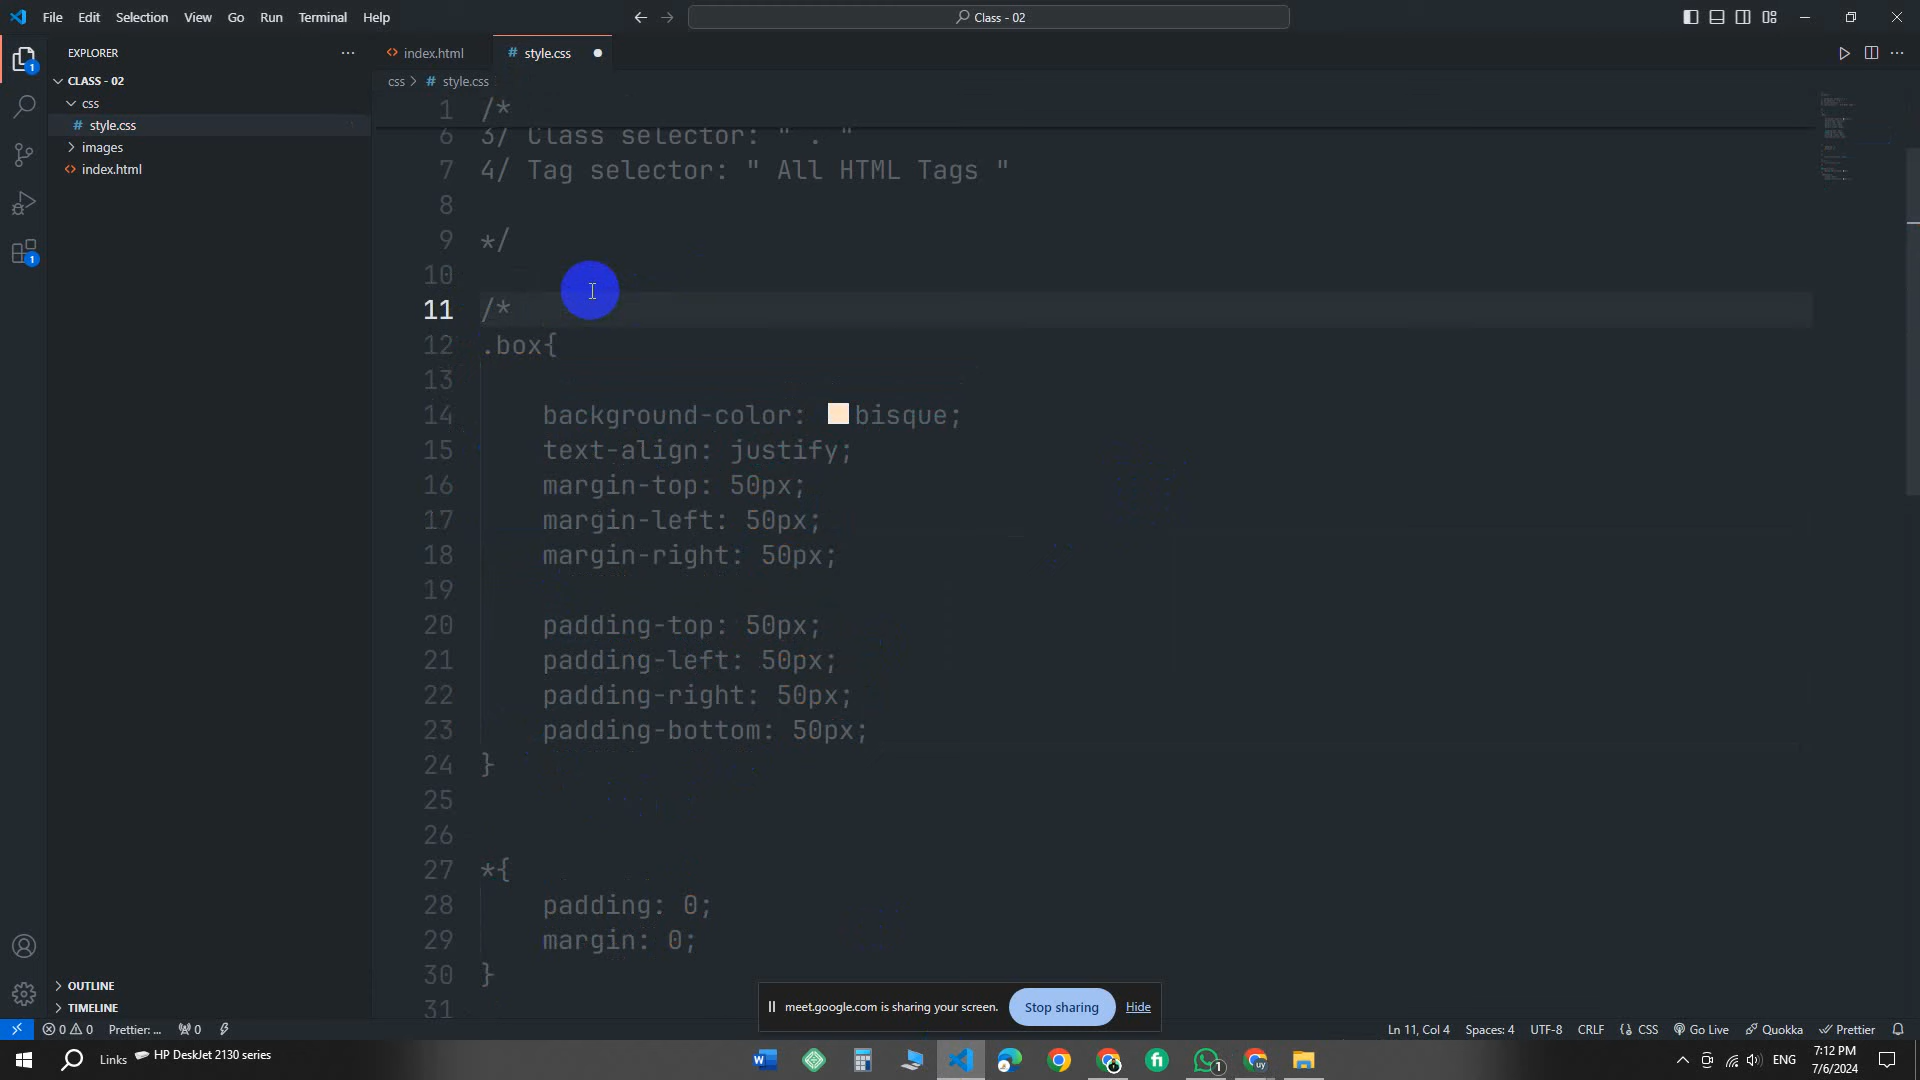 File Edit Selection View Go Run Terminal Help
Class - 02
EXPLORER
CLASS - 02
css
# style.css
images
index.html
OUTLINE
TIMELINE
index.html
# style.css
css > # style.css
1 /*
6 3/ Class selector: " . "
7 4/ Tag selector: " All HTML Tags "
8
9 */
10
11 /*
12 .box{
13
14 background-color: bisque;
15 text-align: justify;
16 margin-top: 50px;
17 margin-left: 50px;
18 margin-right: 50px;
19
20 padding-top: 50px;
21 padding-left: 50px;
22 padding-right: 50px;
23 padding-bottom: 50px;
24 }
25
26
27 *{
28 padding: 0;
29 margin: 0;
30 }
31
meet.google.com is sharing your screen. Stop sharing Hide
0 0 Prettier: ... 0
Ln 11, Col 4 Spaces: 4 UTF-8 CRLF CSS Go Live Quokka Prettier
Links HP DeskJet 2130 series
ENG
7:12 PM
7/6/2024